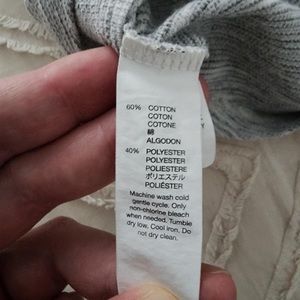 60% COTTON
COTON
COTONE
綿
ALGODON
40% POLYESTER
POLYESTER
POLIESTERE
ポリエステル
POLIÉSTER
Machine wash cold
gentle cycle. Only
non-chlorine bleach
when needed. Tumble
dry low. Cool iron. Do
not dry clean.